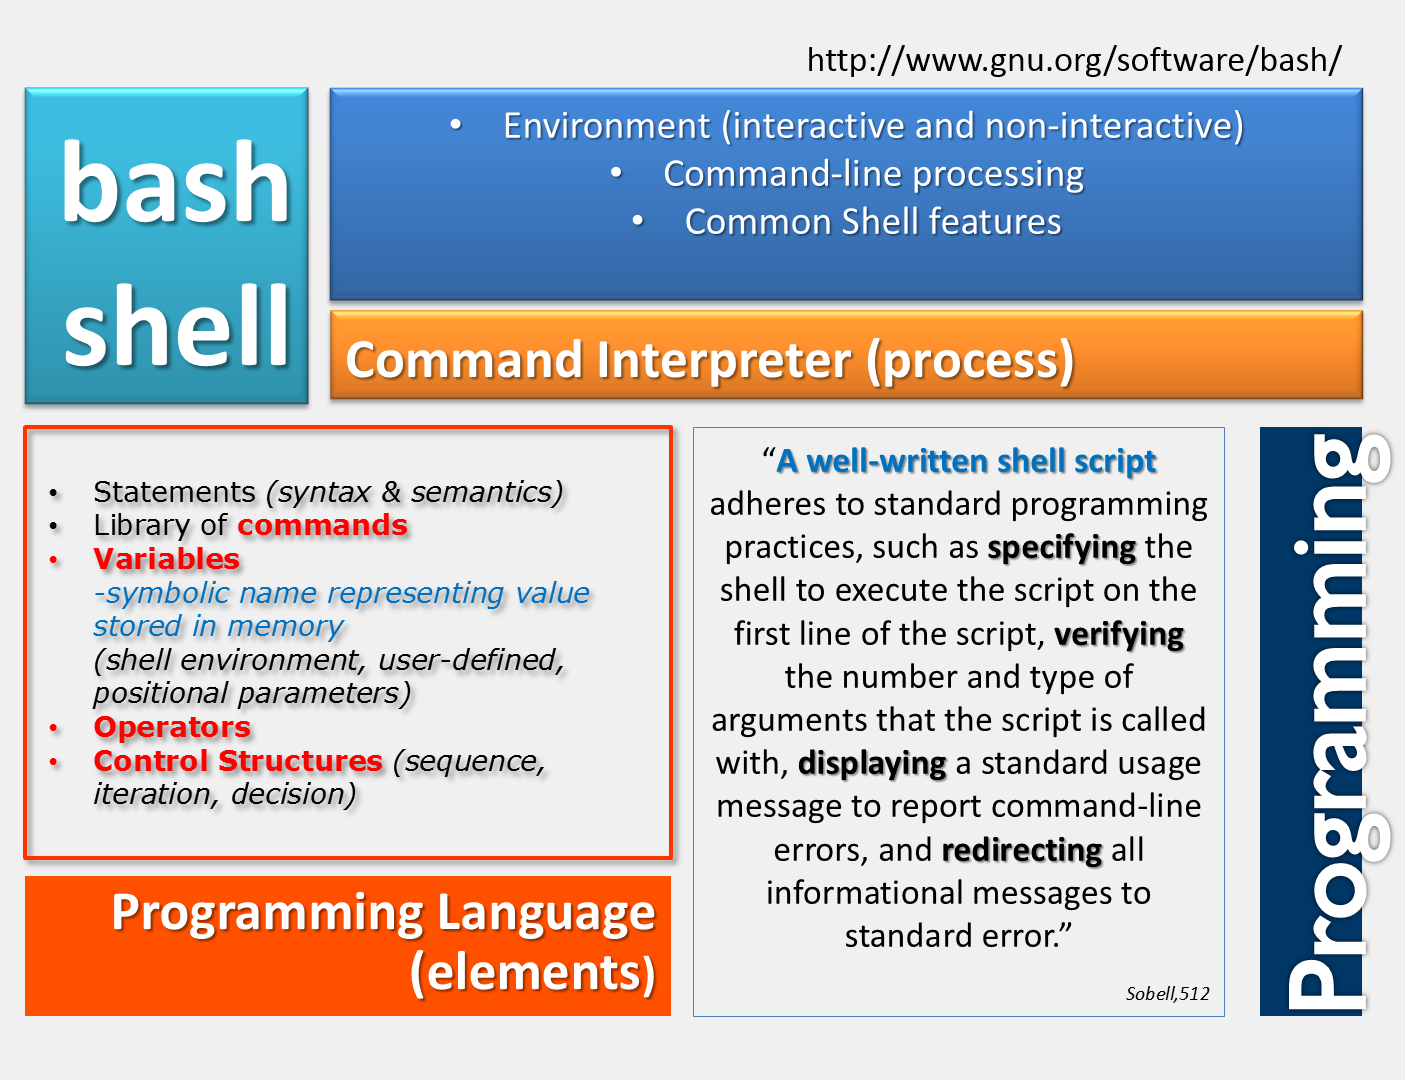 http://www.gnu.org/software/bash/
bash
shell
• Environment (interactive and non-interactive)
• Command-line processing
• Common Shell features
Command Interpreter (process)
• Statements (syntax & semantics)
• Library of commands
• Variables
-symbolic name representing value
stored in memory
(shell environment, user-defined,
positional parameters)
• Operators
• Control Structures (sequence,
iteration, decision)
Programming Language
(elements)
“A well-written shell script
adheres to standard programming
practices, such as specifying the
shell to execute the script on the
first line of the script, verifying
the number and type of
arguments that the script is called
with, displaying a standard usage
message to report command-line
errors, and redirecting all
informational messages to
standard error.”
Sobell,512
Programming